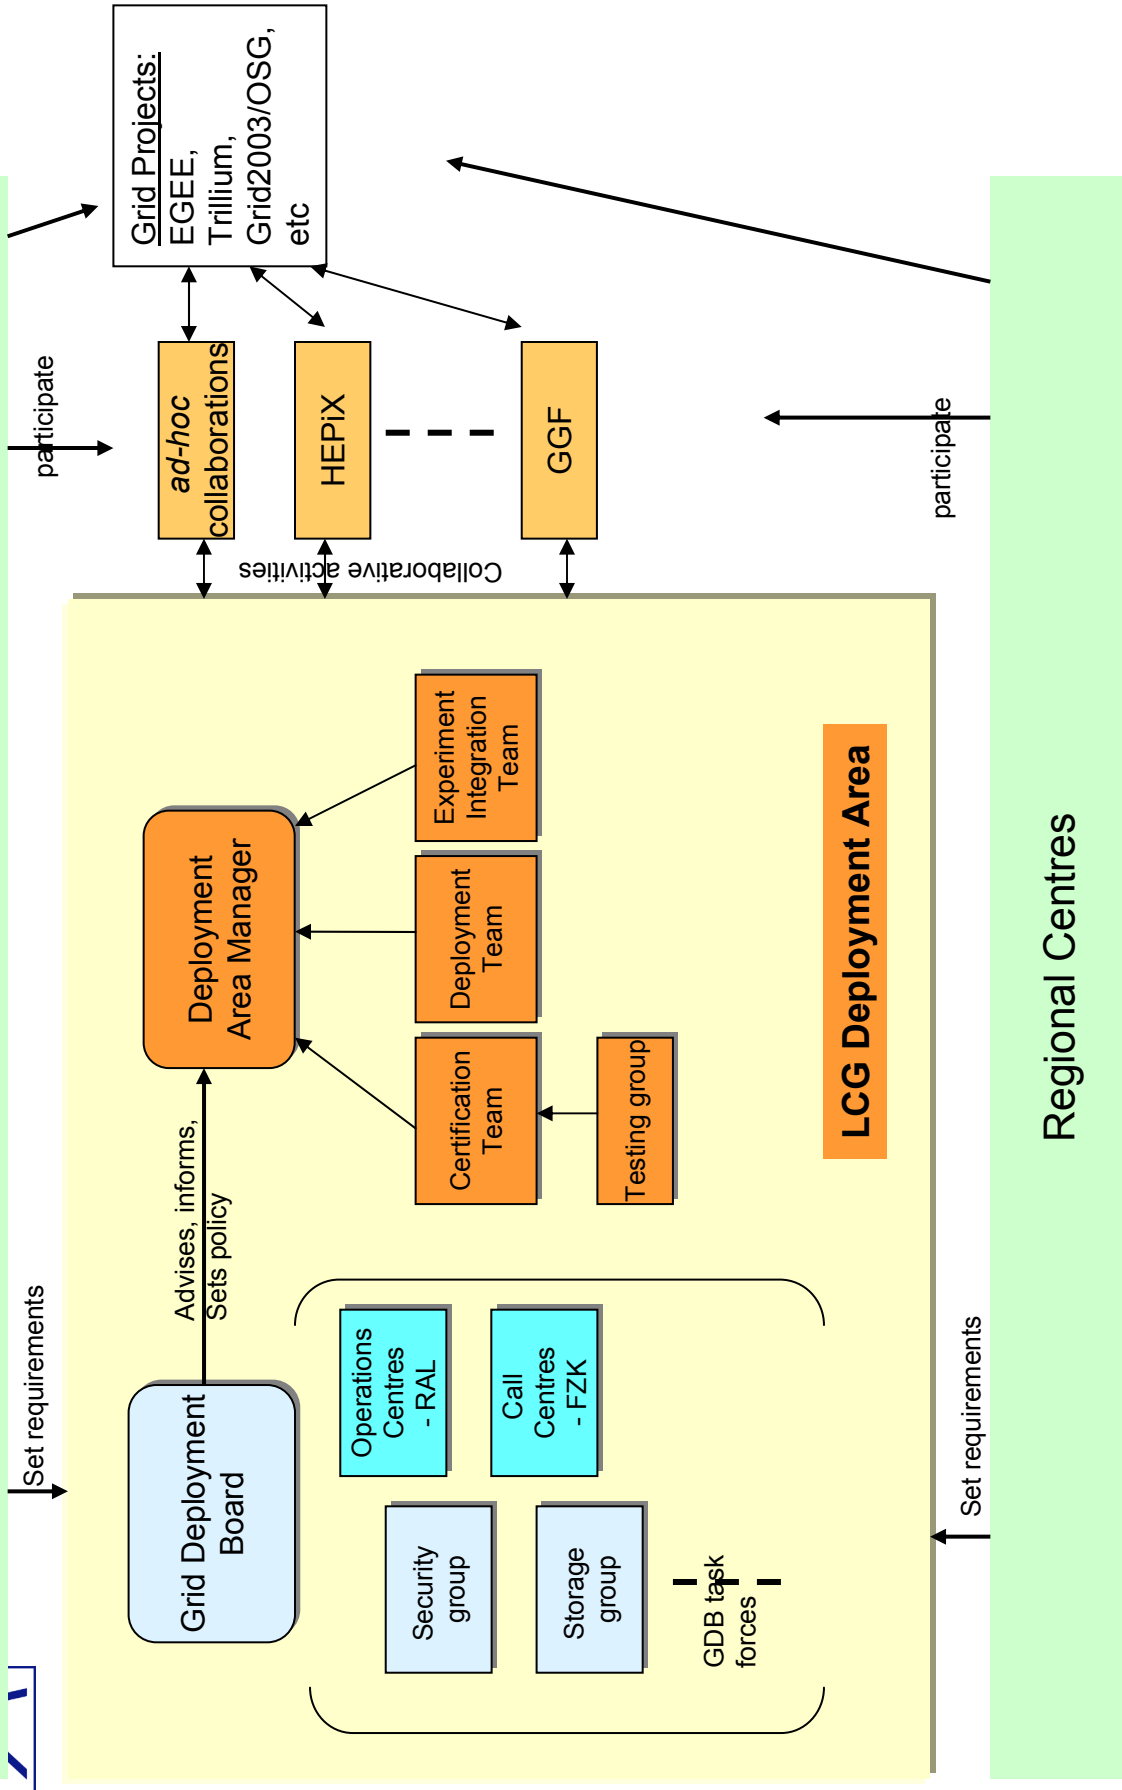 Set requirements
participate
Grid Deployment
Board
Advises, informs,
Sets policy
Deployment
Area Manager
ad-hoc
collaborations
Grid Projects:
EGEE,
Trillium,
Grid2003/OSG,
etc
HEPiX
GGF
Collaborative activities
Security
group
Storage
group
GDB task
forces
Operations
Centres
- RAL
Call
Centres
- FZK
Certification
Team
Deployment
Team
Experiment
Integration
Team
Testing group
LCG Deployment Area
Set requirements
participate
Regional Centres